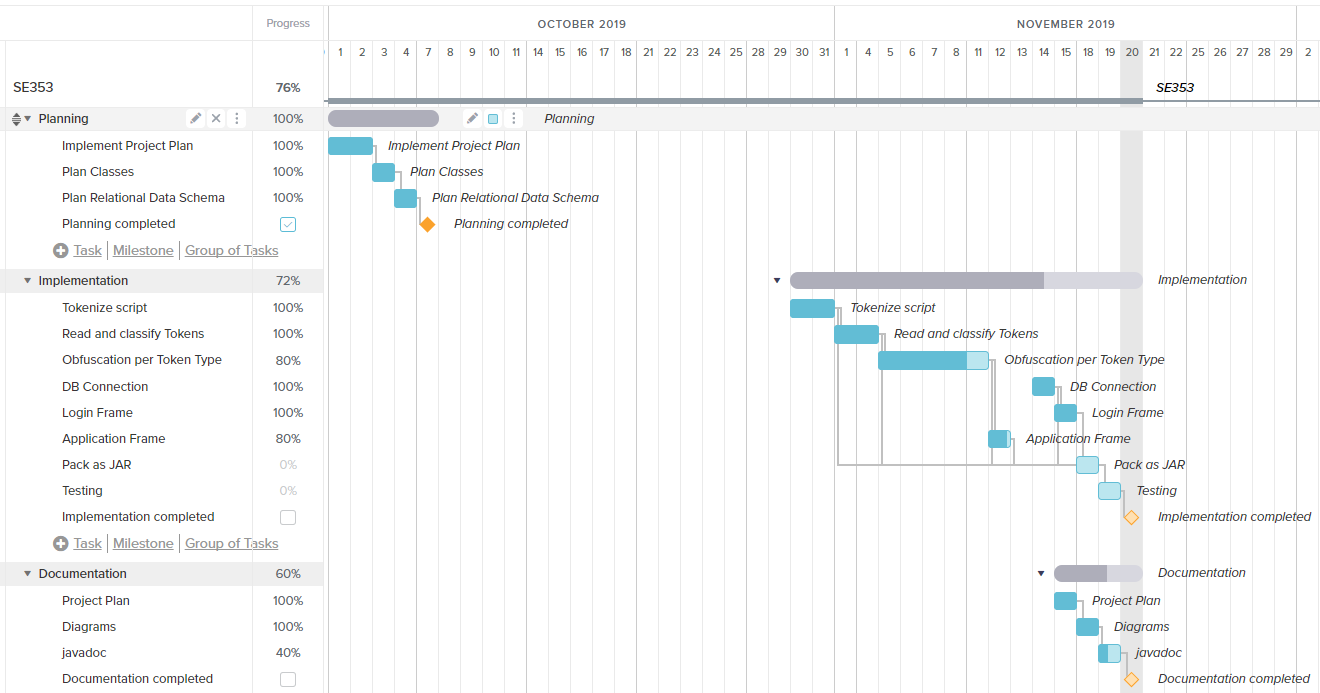 Progress OCTOBER 2019 NOVEMBER 2019
1 2 3 4 7 8 9 10 11 14 15 16 17 18 21 22 23 24 25 28 29 30 31 1 4 5 6 7 8 11 12 13 14 15 18 19 20 21 22 25 26 27 28 29 2
SE353 76% SE353
Planning 100% Planning
Implement Project Plan 100% Implement Project Plan
Plan Classes 100% Plan Classes
Plan Relational Data Schema 100% Plan Relational Data Schema
Planning completed Planning completed
Task Milestone Group of Tasks
Implementation 72% Implementation
Tokenize script 100% Tokenize script
Read and classify Tokens 100% Read and classify Tokens
Obfuscation per Token Type 80% Obfuscation per Token Type
DB Connection 100% DB Connection
Login Frame 100% Login Frame
Application Frame 80% Application Frame
Pack as JAR 0% Pack as JAR
Testing 0% Testing
Implementation completed Implementation completed
Task Milestone Group of Tasks
Documentation 60% Documentation
Project Plan 100% Project Plan
Diagrams 100% Diagrams
javadoc 40% javadoc
Documentation completed Documentation completed